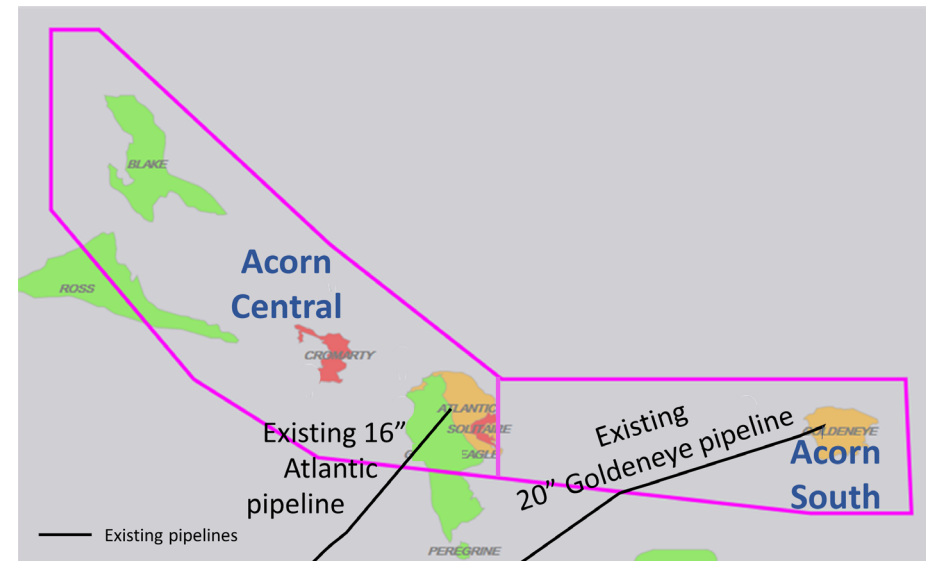 BLAKE
Acorn
Central
ROSS
CROMARTY
ATLANTIC
SOLITAIRE
EAGLE
Existing 16”
Atlantic
pipeline
Existing
20” Goldeneye pipeline
GOLDENEYE
Acorn
South
Existing pipelines
PEREGRINE